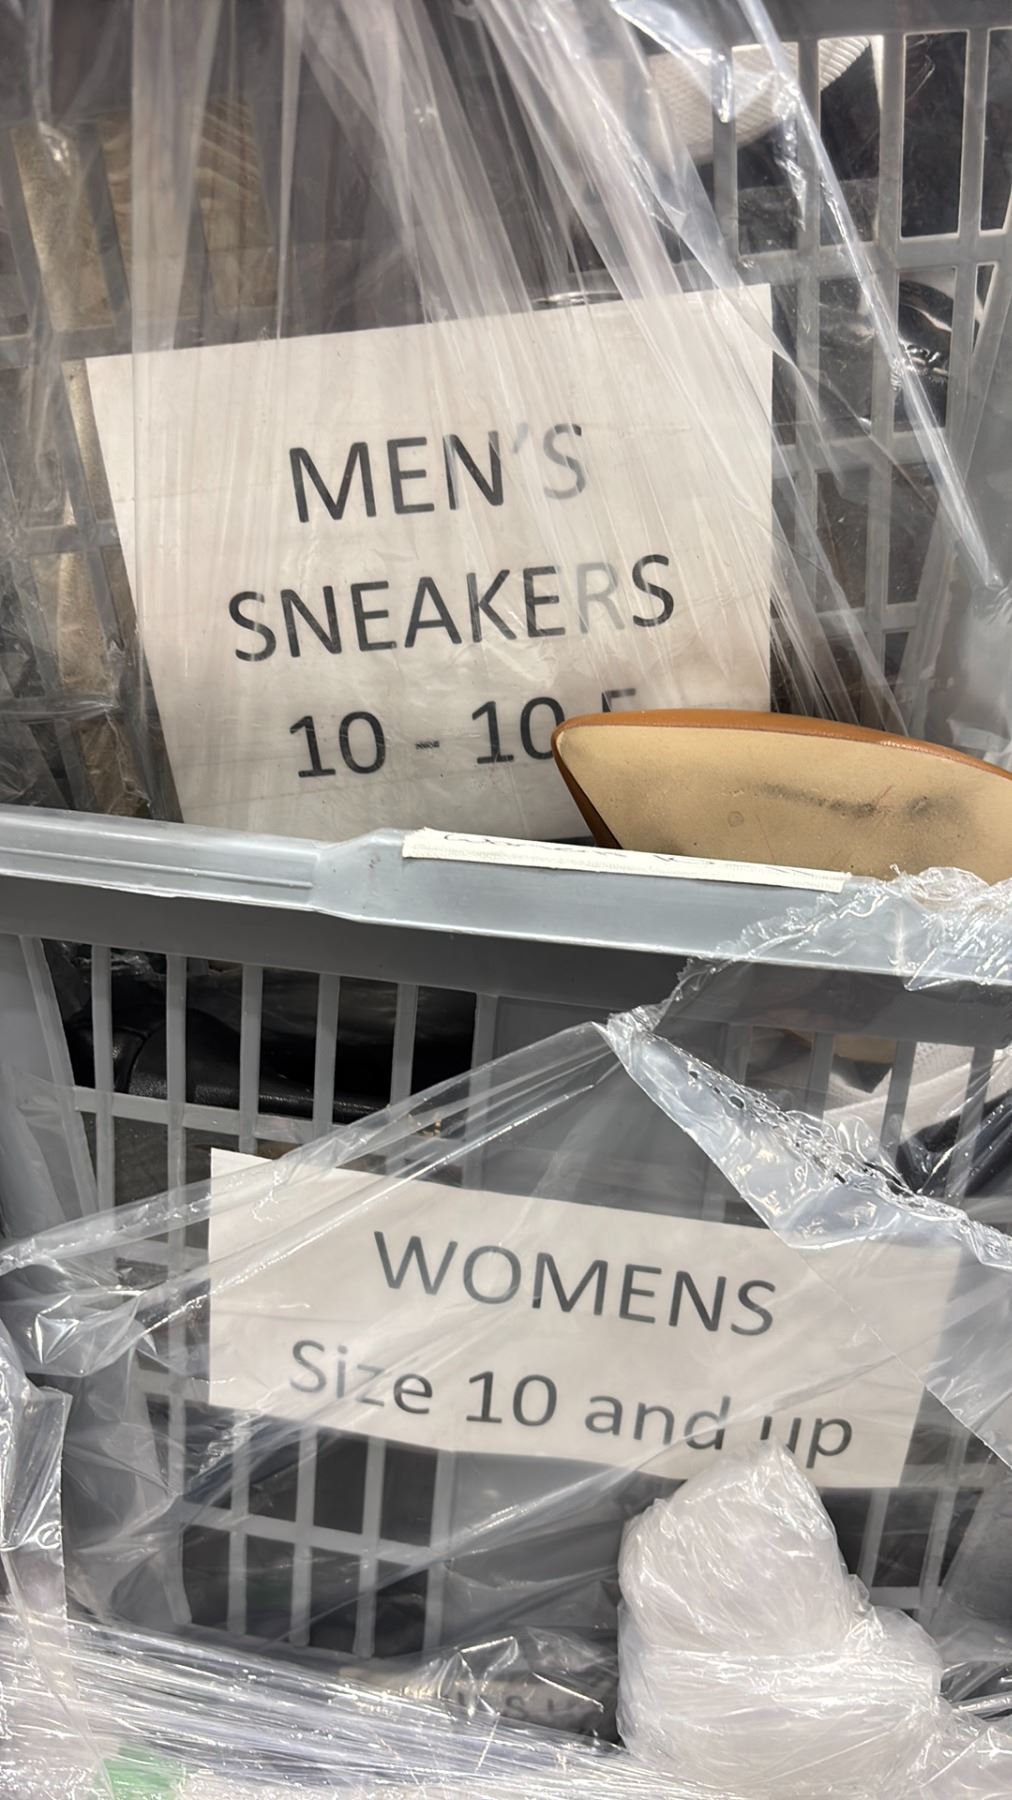 MEN'S
SNEAKERS
10 - 10.5
WOMENS
Size 10 and up